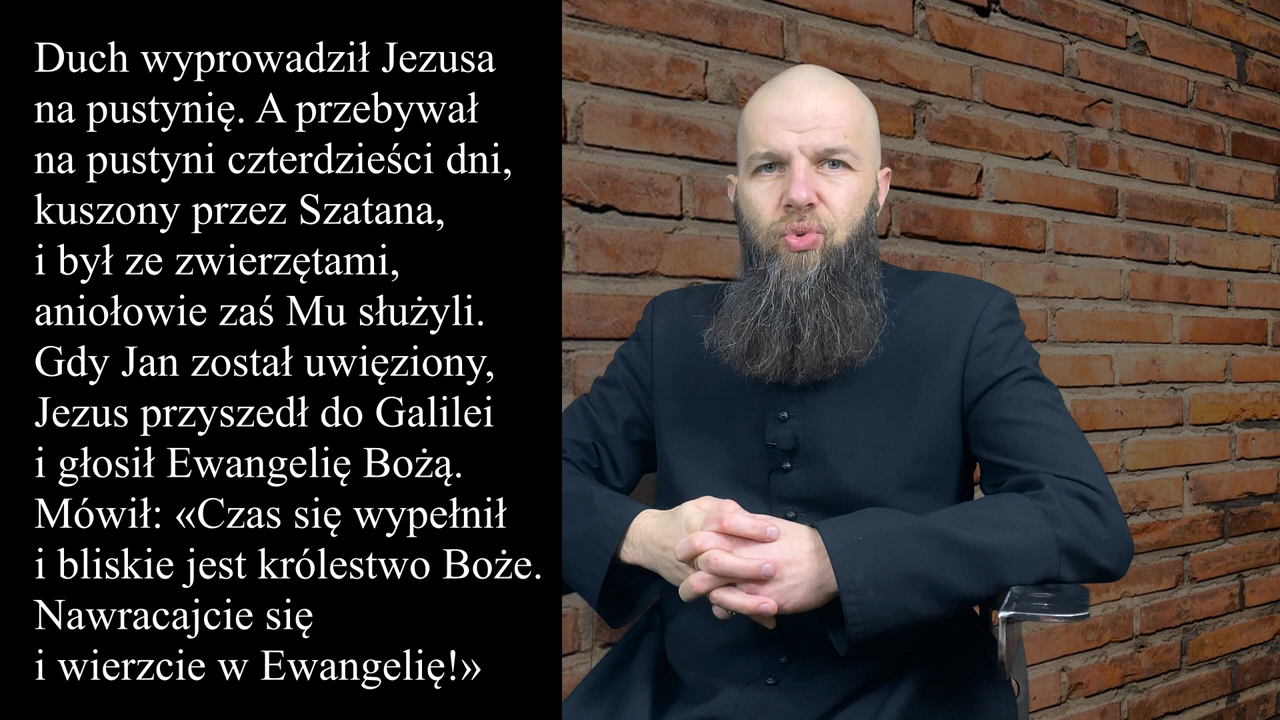 Duch wyprowadził Jezusa
na pustynię. A przebywał
na pustyni czterdzieści dni,
kuszony przez Szatana,
i był ze zwierzętami,
aniołowie zaś Mu służyli.
Gdy Jan został uwięziony,
Jezus przyszedł do Galilei
i głosił Ewangelię Bożą.
Mówił: «Czas się wypełnił
i bliskie jest królestwo Boże.
Nawracajcie się
i wierzcie w Ewangelię!»